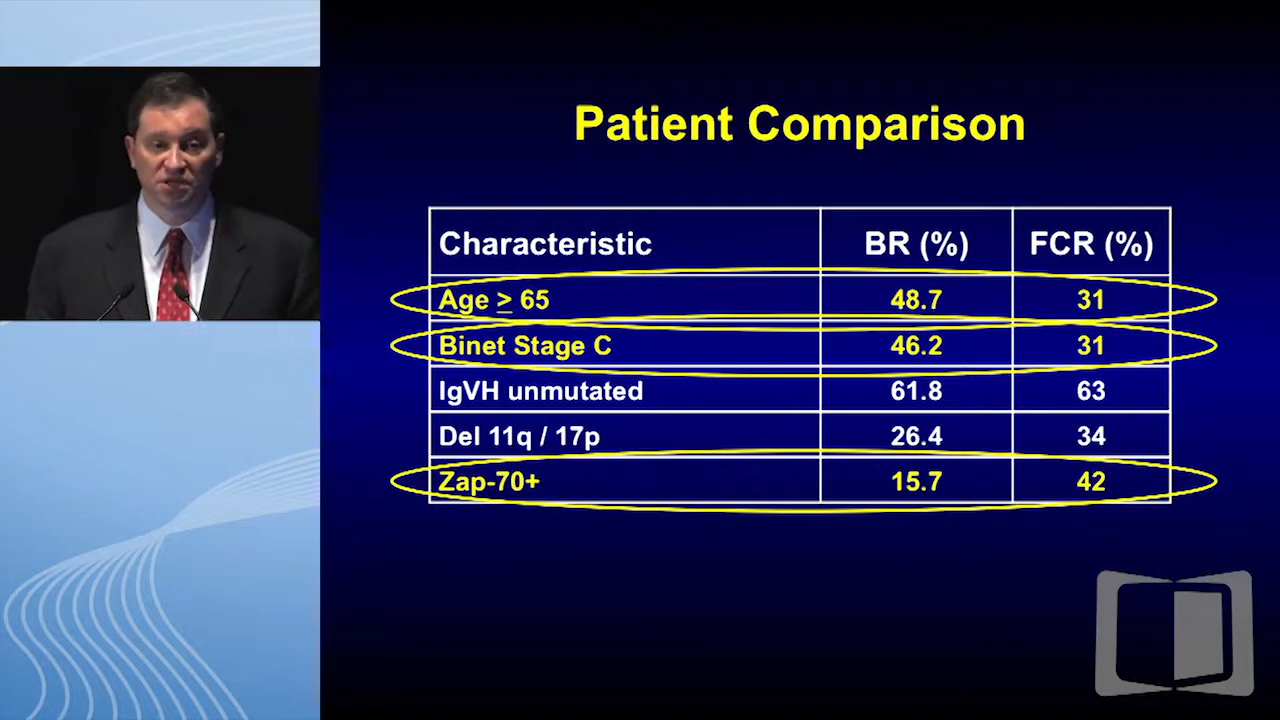 Patient Comparison
Characteristic BR (%) FCR (%)
Age ≥ 65 48.7 31
Binet Stage C 46.2 31
IgVH unmutated 61.8 63
Del 11q / 17p 26.4 34
Zap-70+ 15.7 42